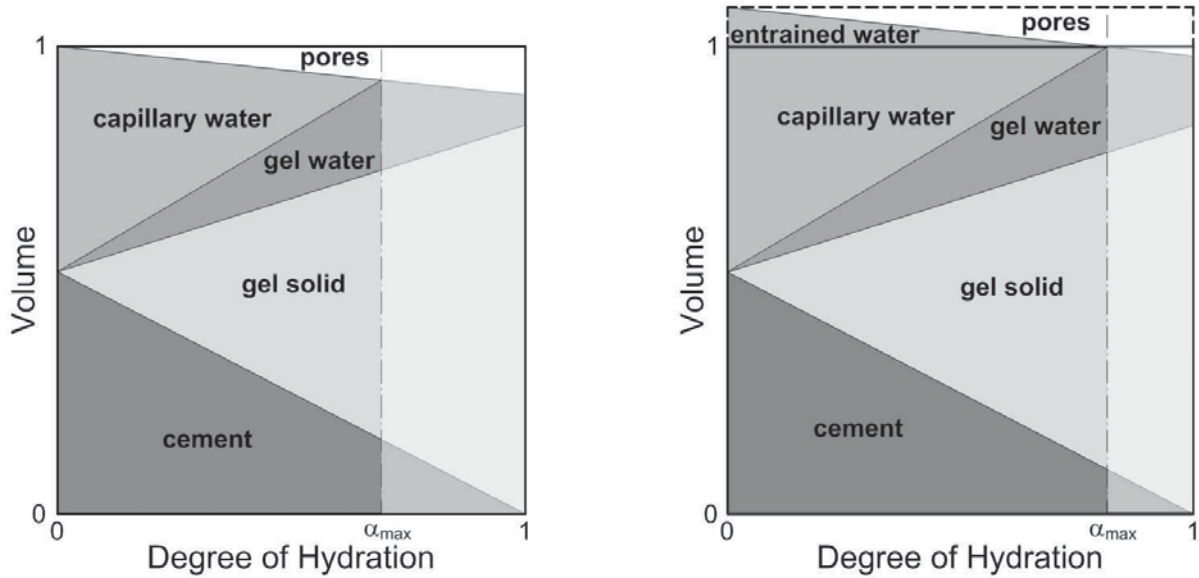 1
pores
capillary water
gel water
gel solid
cement
Volume
0
0
αmax
1
Degree of Hydration
pores
entrained water
1
capillary water
gel water
gel solid
cement
Volume
0
0
αmax
1
Degree of Hydration